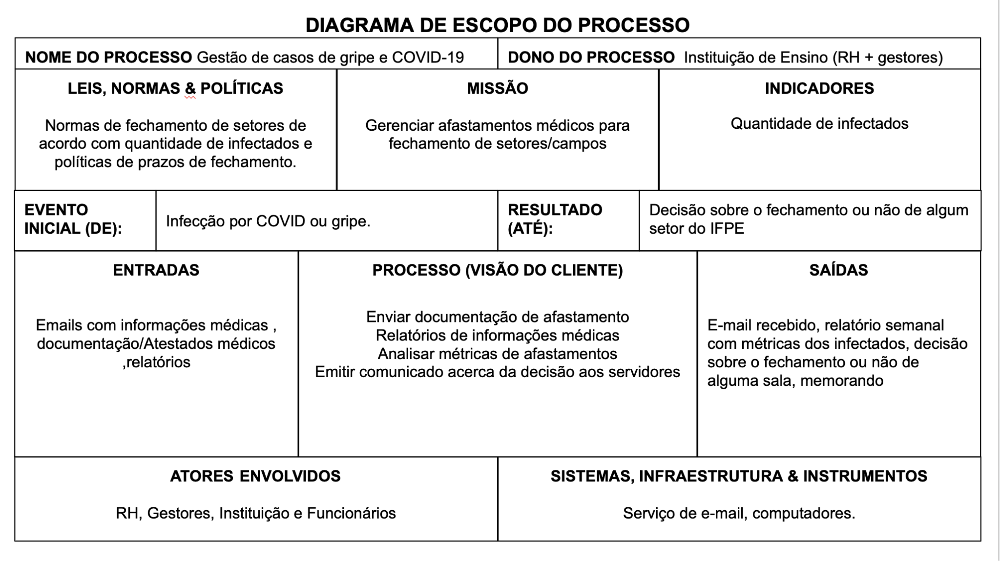 DIAGRAMA DE ESCOPO DO PROCESSO
NOME DO PROCESSO Gestão de casos de gripe e COVID-19
DONO DO PROCESSO Instituição de Ensino (RH + gestores)
LEIS, NORMAS & POLÍTICAS
Normas de fechamento de setores de
acordo com quantidade de infectados e
políticas de prazos de fechamento.
MISSÃO
Gerenciar afastamentos médicos para
fechamento de setores/campos
INDICADORES
Quantidade de infectados
EVENTO
INICIAL (DE):
Infecção por COVID ou gripe.
RESULTADO
(ATÉ):
Decisão sobre o fechamento ou não de algum
setor do IFPE
ENTRADAS
Emails com informações médicas ,
documentação/Atestados médicos
,relatórios
PROCESSO (VISÃO DO CLIENTE)
Enviar documentação de afastamento
Relatórios de informações médicas
Analisar métricas de afastamentos
Emitir comunicado acerca da decisão aos servidores
SAÍDAS
E-mail recebido, relatório semanal
com métricas dos infectados, decisão
sobre o fechamento ou não de
alguma sala, memorando
ATORES ENVOLVIDOS
RH, Gestores, Instituição e Funcionários
SISTEMAS, INFRAESTRUTURA & INSTRUMENTOS
Serviço de e-mail, computadores.